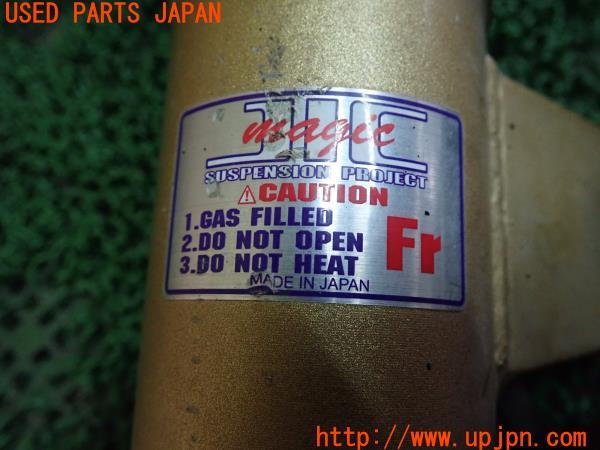 USED PARTS JAPAN
JIC
magic
SUSPENSION PROJECT
CAUTION
1.GAS FILLED
2.DO NOT OPEN
3.DO NOT HEAT
Fr
MADE IN JAPAN
http://www.upjpn.com/